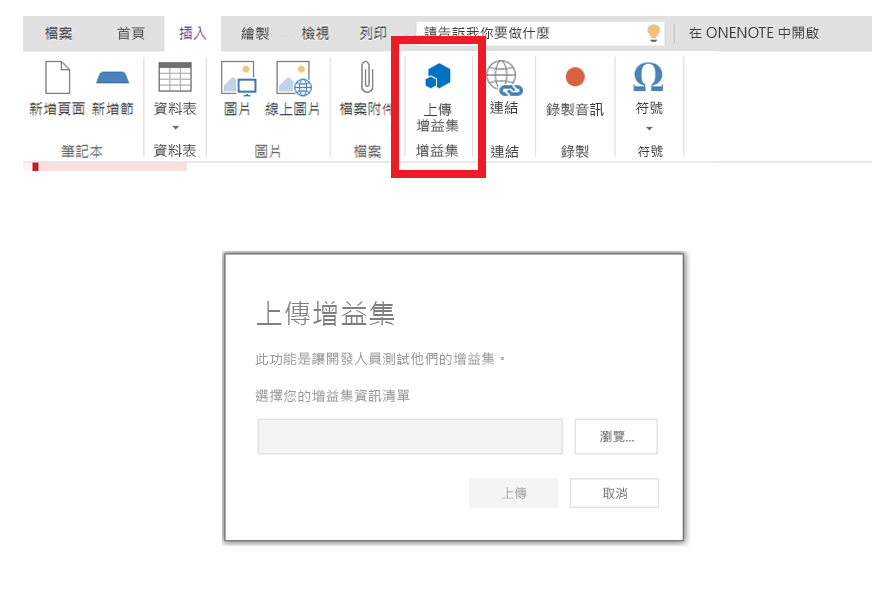 檔案 首頁 插入 繪製 檢視 列印 請告訴我你要做什麼 在 ONENOTE 中開啟
新增頁面 新增節 資料表 圖片 線上圖片 檔案附件 上傳 連結 錄製音訊 符號
增益集
筆記本 資料表 圖片 檔案 增益集 連結 錄製 符號
上傳增益集
此功能是讓開發人員測試他們的增益集。
選擇您的增益集資訊清單
瀏覽...
上傳 取消